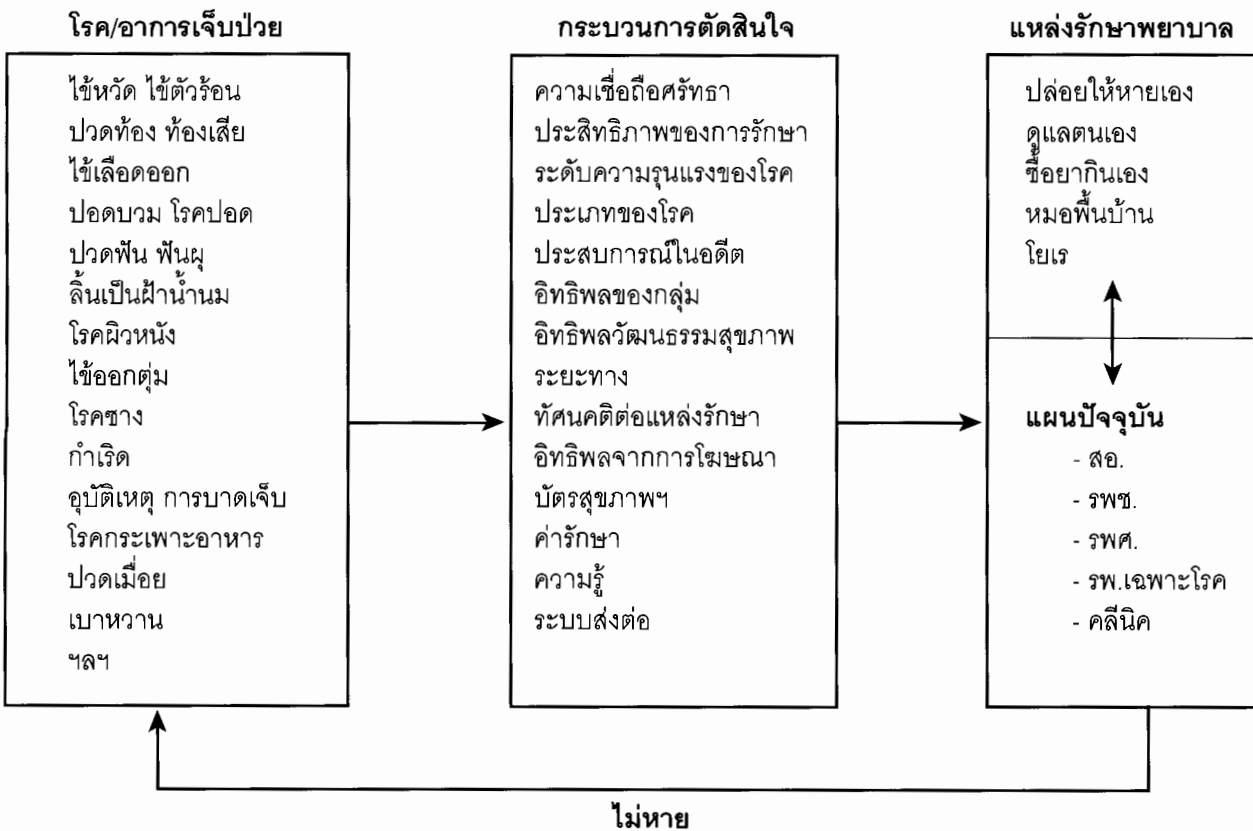 โรค/อาการเจ็บป่วย
ไข้หวัด ไข้ตัวร้อน
ปวดท้อง ท้องเสีย
ไข้เลือดออก
ปอดบวม โรคปอด
ปวดฟัน ฟันผุ
ลิ้นเป็นฝ้าน้ำนม
โรคผิวหนัง
ไข้ออกตุ่ม
โรคซาง
กำเริด
อุบัติเหตุ การบาดเจ็บ
โรคกระเพาะอาหาร
ปวดเมื่อย
เบาหวาน
ฯลฯ
กระบวนการตัดสินใจ
ความเชื่อถือศรัทธา
ประสิทธิภาพของการรักษา
ระดับความรุนแรงของโรค
ประเภทของโรค
ประสบการณ์ในอดีต
อิทธิพลของกลุ่ม
อิทธิพลวัฒนธรรมสุขภาพ
ระยะทาง
ทัศนคติต่อแหล่งรักษา
อิทธิพลจากการโฆษณา
บัตรสุขภาพฯ
ค่ารักษา
ความรู้
ระบบส่งต่อ
แหล่งรักษาพยาบาล
ปล่อยให้หายเอง
ดูแลตนเอง
ซื้อยากินเอง
หมอพื้นบ้าน
โยเร
แผนปัจจุบัน
- สอ.
- รพช.
- รพศ.
- รพ.เฉพาะโรค
- คลีนิค
ไม่หาย